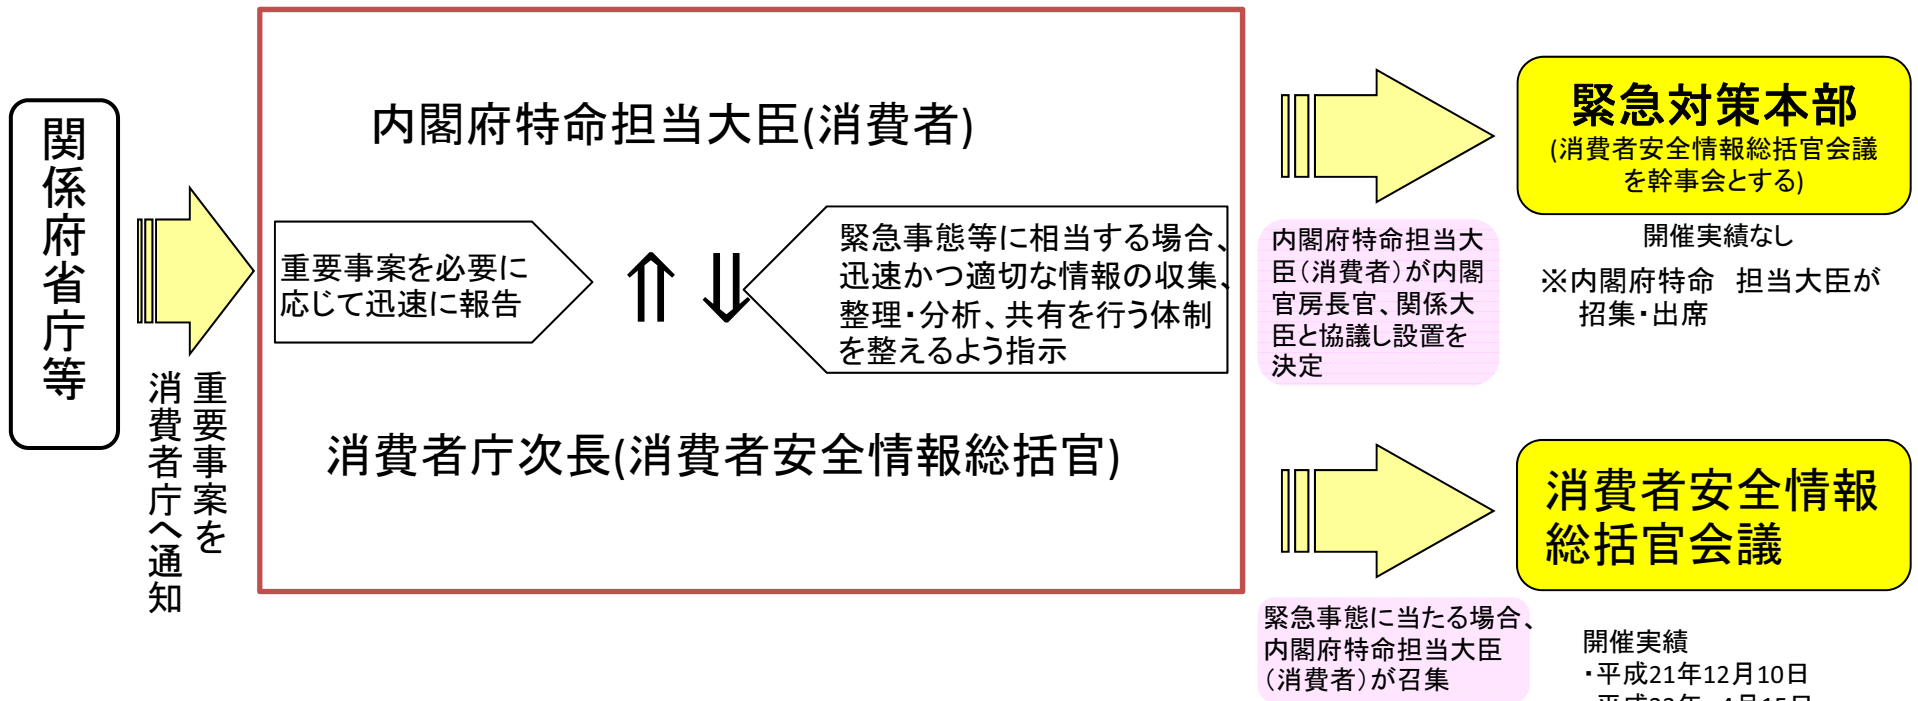 関係府省庁等
重要事案を
消費者庁へ通知
内閣府特命担当大臣(消費者)
重要事案を必要に
応じて迅速に報告
⇑⇓
緊急事態等に相当する場合、
迅速かつ適切な情報の収集、
整理・分析、共有を行う体制
を整えるよう指示
消費者庁次長(消費者安全情報総括官)
内閣府特命担当大
臣（消費者）が内閣
官房長官、関係大
臣と協議し設置を
決定
緊急対策本部
(消費者安全情報総括官会議
を幹事会とする)
開催実績なし
※内閣府特命　担当大臣が
招集・出席
緊急事態に当たる場合、
内閣府特命担当大臣
（消費者）が召集
消費者安全情報
総括官会議
開催実績
・平成21年12月10日